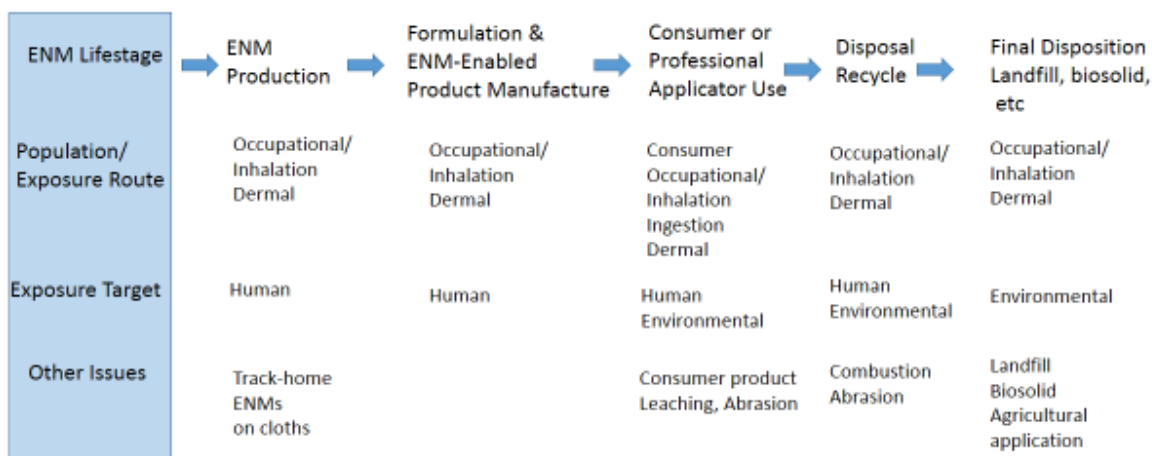 ENM Lifestage
ENM
Production
Formulation &
ENM-Enabled
Product Manufacture
Consumer or
Professional
Applicator Use
Disposal
Recycle
Final Disposition
Landfill, biosolid,
etc
Population/
Exposure Route
Occupational/
Inhalation
Dermal
Occupational/
Inhalation
Dermal
Consumer
Occupational/
Inhalation
Ingestion
Dermal
Occupational/
Inhalation
Dermal
Occupational/
Inhalation
Dermal
Exposure Target
Human
Human
Human
Environmental
Human
Environmental
Environmental
Other Issues
Track-home
ENMs
on cloths
Consumer product
Leaching, Abrasion
Combustion
Abrasion
Landfill
Biosolid
Agricultural
application